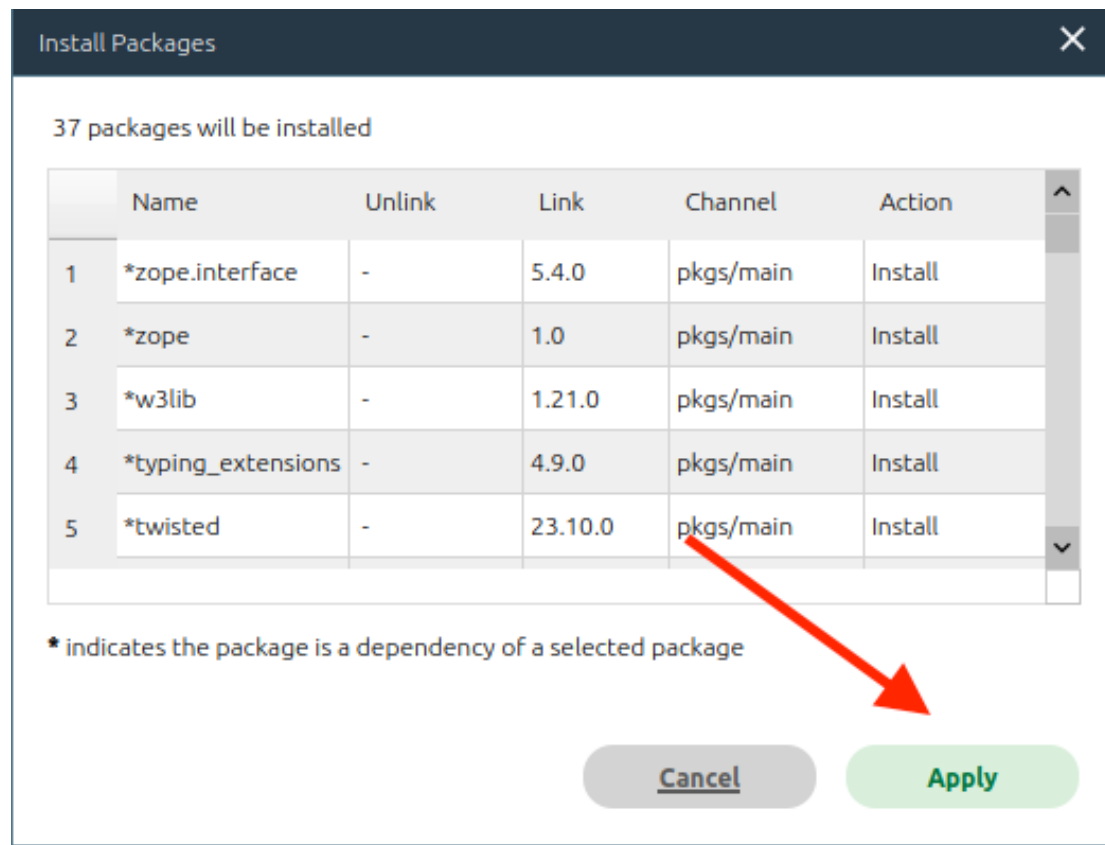 Install Packages
37 packages will be installed
Name Unlink Link Channel Action
1 *zope.interface - 5.4.0 pkgs/main Install
2 *zope - 1.0 pkgs/main Install
3 *w3lib - 1.21.0 pkgs/main Install
4 *typing_extensions - 4.9.0 pkgs/main Install
5 *twisted - 23.10.0 pkgs/main Install
* indicates the package is a dependency of a selected package
Cancel Apply